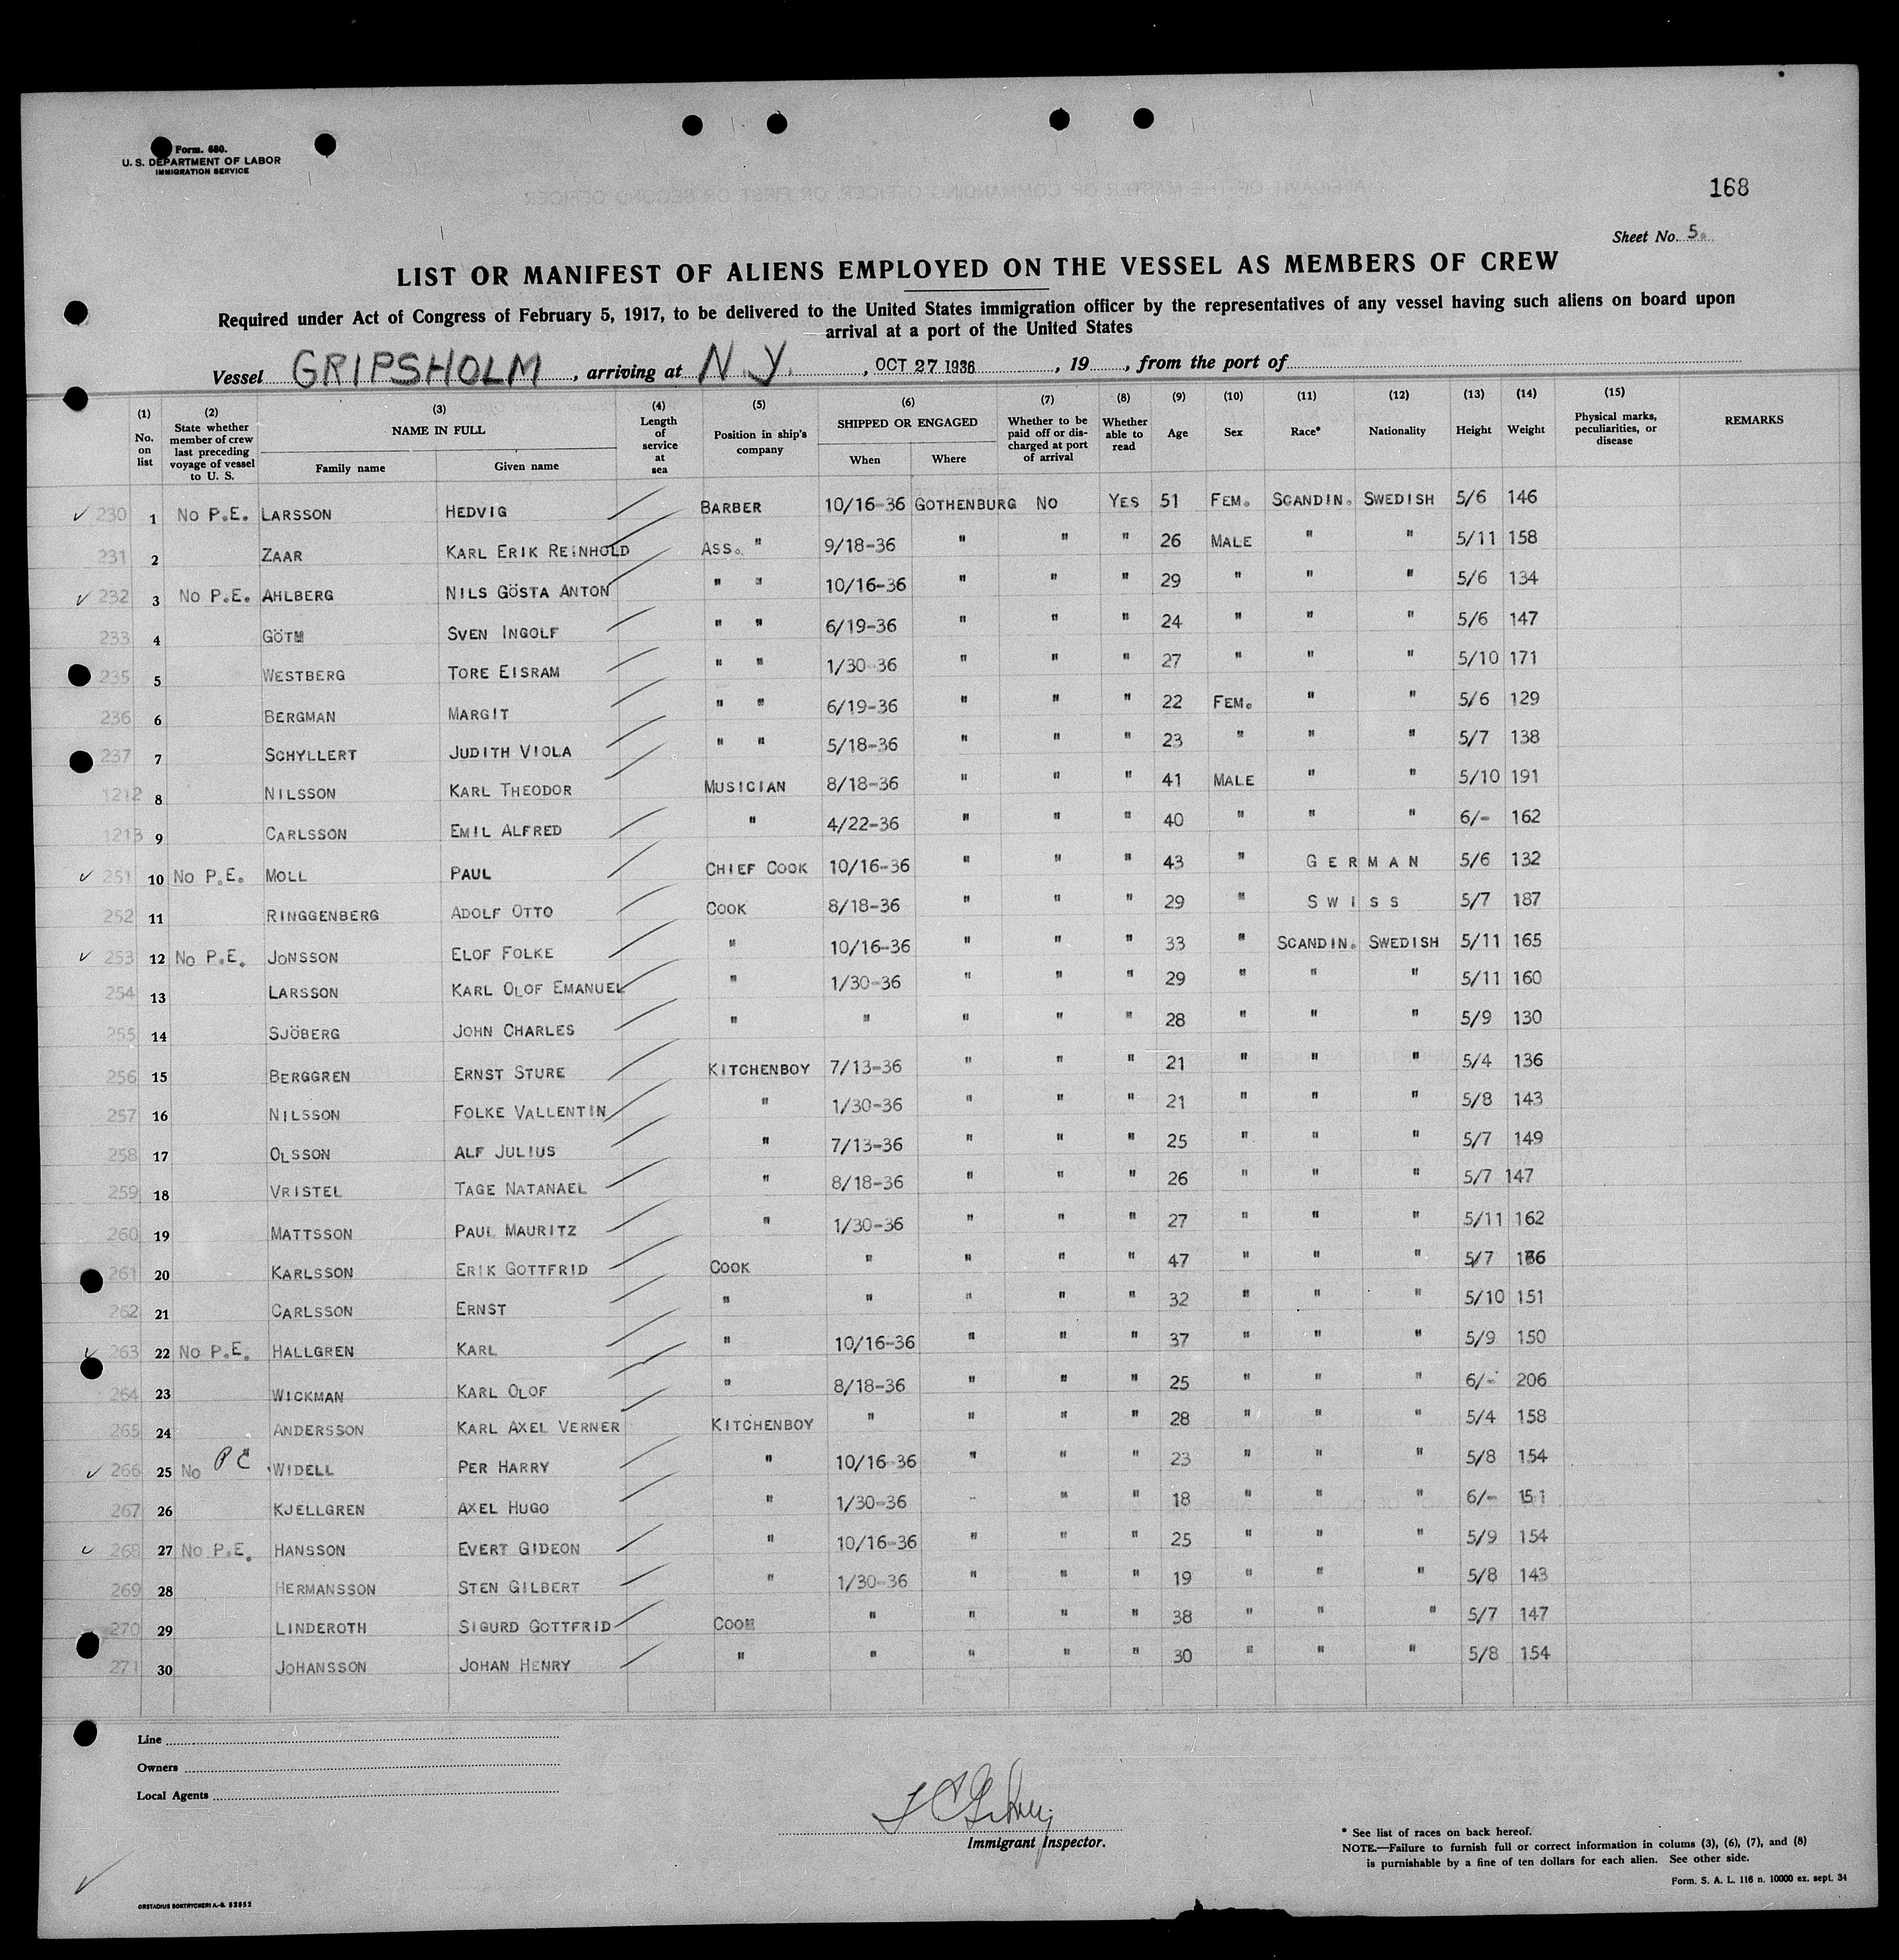 Form. 680.
U. S. DEPARTMENT OF LABOR
IMMIGRATION SERVICE
168
Sheet No. 5.
LIST OR MANIFEST OF ALIENS EMPLOYED ON THE VESSEL AS MEMBERS OF CREW
Required under Act of Congress of February 5, 1917, to be delivered to the United States immigration officer by the representatives of any vessel having such aliens on board upon
arrival at a port of the United States
Vessel GRIPSHOLM, arriving at N.Y., OCT 27 1936, 19, from the port of
(1) No. on list (2) State whether member of crew last preceding voyage of vessel to U. S. (3) NAME IN FULL Family name Given name (4) Length of service at sea (5) Position in ship's company (6) SHIPPED OR ENGAGED When Where (7) Whether to be paid off or discharged at port of arrival (8) Whether able to read (9) Age (10) Sex (11) Race* (12) Nationality (13) Height (14) Weight (15) Physical marks, peculiarities, or disease REMARKS
✓ 230 1 NO P.E. LARSSON HEDVIG BARBER 10/16-36 GOTHENBURG NO YES 51 FEM. SCANDIN. SWEDISH 5/6 146
231 2 ZAAR KARL ERIK REINHOLD ASS. " 9/18-36 " " " 26 MALE " " 5/11 158
✓ 232 3 NO P.E. AHLBERG NILS GÖSTA ANTON " " 10/16-36 " " " 29 " " " 5/6 134
233 4 SVEN INGOLF " " 6/19-36 " " " 24 " " " 5/6 147
235 5 WESTBERG TORE EISRAM " " 1/30-36 " " " 27 " " " 5/10 171
236 6 BERGMAN MARGIT " " 6/19-36 " " " 22 FEM. " " 5/6 129
237 7 SCHYLLERT JUDITH VIOLA " " 5/18-36 " " " 23 " " " 5/7 138
1212 8 NILSSON KARL THEODOR MUSICIAN 8/18-36 " " " 41 MALE " " 5/10 191
1213 9 CARLSSON EMIL ALFRED " 4/22-36 " " " 40 " " " 6/- 162
✓ 251 10 NO P.E. MOLL PAUL CHIEF COOK 10/16-36 " " " 43 " GERMAN 5/6 132
252 11 RINGGENBERG ADOLF OTTO COOK 8/18-36 " " " 29 " SWISS 5/7 187
✓ 253 12 NO P.E. JONSSON ELOF FOLKE " 10/16-36 " " " 33 " SCANDIN. SWEDISH 5/11 165
254 13 LARSSON KARL OLOF EMANUEL " 1/30-36 " " " 29 " " " 5/11 160
255 14 SJÖBERG JOHN CHARLES " " " " " 28 " " " 5/9 130
256 15 BERGGREN ERNST STURE KITCHENBOY 7/13-36 " " " 21 " " " 5/4 136
257 16 NILSSON FOLKE VALLENTIN " 1/30-36 " " " 21 " " " 5/8 143
258 17 OLSSON ALF JULIUS " 7/13-36 " " " 25 " " " 5/7 149
259 18 VRISTEL TAGE NATANAEL " 8/18-36 " " " 26 " " " 5/7 147
260 19 MATTSSON PAUL MAURITZ " 1/30-36 " " " 27 " " " 5/11 162
261 20 KARLSSON ERIK GOTTFRID COOK " " " " 47 " " " 5/7
262 21 CARLSSON ERNST " " " " " 32 " " " 5/10 151
✓ 263 22 NO P.E. HALLGREN KARL " 10/16-36 " " " 37 " " " 5/9 150
264 23 WICKMAN KARL OLOF " 8/18-36 " " " 25 " " " 6/- 206
265 24 ANDERSSON KARL AXEL VERNER KITCHENBOY " " " " 28 " " " 5/4 158
✓ 266 25 NO PE WIDELL PER HARRY " 10/16-36 " " " 23 " " " 5/8 154
267 26 KJELLGREN AXEL HUGO " 1/30-36 " " " 18 " " " 6/- 151
✓ 268 27 NO P.E. HANSSON EVERT GIDEON " 10/16-36 " " " 25 " " " 5/9 154
269 28 HERMANSSON STEN GILBERT " 1/30-36 " " " 19 " " " 5/8 143
270 29 LINDEROTH SIGURD GOTTFRID COOK " " " " 38 " " " 5/7 147
271 30 JOHANSSON JOHAN HENRY " " " " " 30 " " " 5/8 154
Line
Owners
Local Agents
Immigrant Inspector.
* See list of races on back hereof.
NOTE.—Failure to furnish full or correct information in colums (3), (6), (7), and (8)
is punishable by a fine of ten dollars for each alien. See other side.
Form. S. A. L. 116 n. 10000 ex. sept. 34
ORSTADIUS BOKTRYCKERI A.-B. 52952